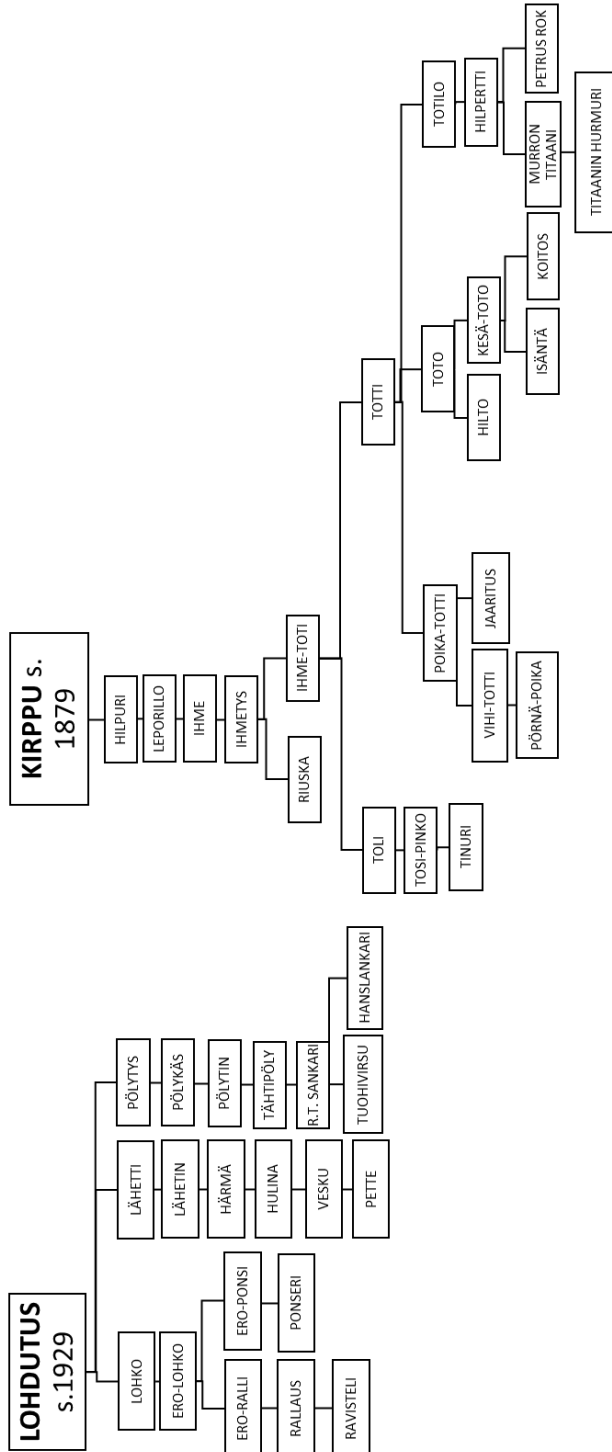 LOHDUTUS
s.1929
LOHKO
ERO-LOHKO
ERO-RALLI
RALLAUS
RAVISTELI
ERO-PONSI
PONSERI
LÄHETTI
LÄHETIN
HÄRMÄ
HULINA
VESKU
PETTE
PÖLYTYS
PÖLYKÄS
PÖLYTIN
TÄHTIPÖLY
R.T. SANKARI
TUOHIVIRSU
HANSLANKARI
KIRPPU s.
1879
HILPURI
LEPORILLO
IHME
IHMETYS
RIUSKA
IHME-TOTI
TOLI
TOSI-PINKO
TINURI
TOTTI
POIKA-TOTTI
VIHI-TOTTI
PÖRNÄ-POIKA
JAARITUS
TOTO
HILTO
KESÄ-TOTO
ISÄNTÄ
KOITOS
TOTILO
HILPERTTI
MURRON
TITAANI
TITAANIN HURMURI
PETRUS ROK